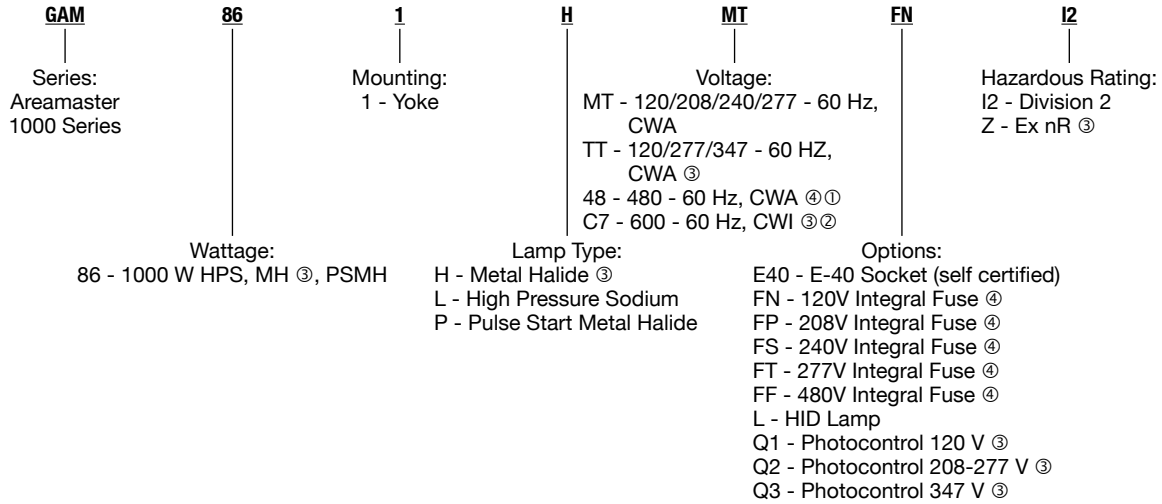 GAM 86 1 H MT FN I2
Series:
Areamaster
1000 Series
Mounting:
1 - Yoke
Voltage:
MT - 120/208/240/277 - 60 Hz,
CWA
TT - 120/277/347 - 60 HZ,
CWA ③
48 - 480 - 60 Hz, CWA ④①
C7 - 600 - 60 Hz, CWI ③②
Hazardous Rating:
I2 - Division 2
Z - Ex nR ③
Wattage:
86 - 1000 W HPS, MH ③, PSMH
Lamp Type:
H - Metal Halide ③
L - High Pressure Sodium
P - Pulse Start Metal Halide
Options:
E40 - E-40 Socket (self certified)
FN - 120V Integral Fuse ④
FP - 208V Integral Fuse ④
FS - 240V Integral Fuse ④
FT - 277V Integral Fuse ④
FF - 480V Integral Fuse ④
L - HID Lamp
Q1 - Photocontrol 120 V ③
Q2 - Photocontrol 208-277 V ③
Q3 - Photocontrol 347 V ③